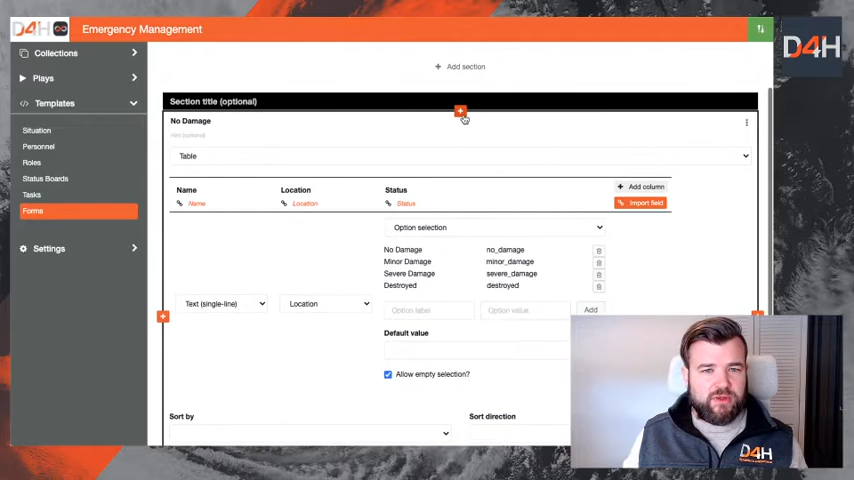 D4H
Emergency Management
D4H
Collections
Plays
Templates
Situation
Personnel
Roles
Status Boards
Tasks
Forms
Settings
+ Add section
Section title (optional)
No Damage
Hint (optional)
Table
Name Location Status + Add column
Name Location Status Import field
Option selection
No Damage no_damage
Minor Damage minor_damage
Severe Damage severe_damage
Destroyed destroyed
Text (single-line) Location Option label Option value Add
Default value
Allow empty selection?
Sort by Sort direction
D4H